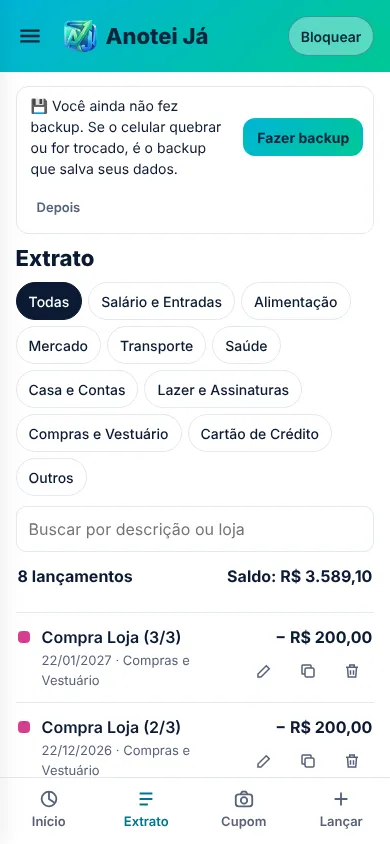 Anotei Já
Bloquear
💾 Você ainda não fez
backup. Se o celular quebrar
ou for trocado, é o backup
que salva seus dados.
Fazer backup
Depois
Extrato
Todas
Salário e Entradas
Alimentação
Mercado
Transporte
Saúde
Casa e Contas
Lazer e Assinaturas
Compras e Vestuário
Cartão de Crédito
Outros
Buscar por descrição ou loja
8 lançamentos
Saldo: R$ 3.589,10
Compra Loja (3/3)
− R$ 200,00
22/01/2027 · Compras e
Vestuário
Compra Loja (2/3)
− R$ 200,00
22/12/2026 · Compras e
Vestuário
Início
Extrato
Cupom
Lançar